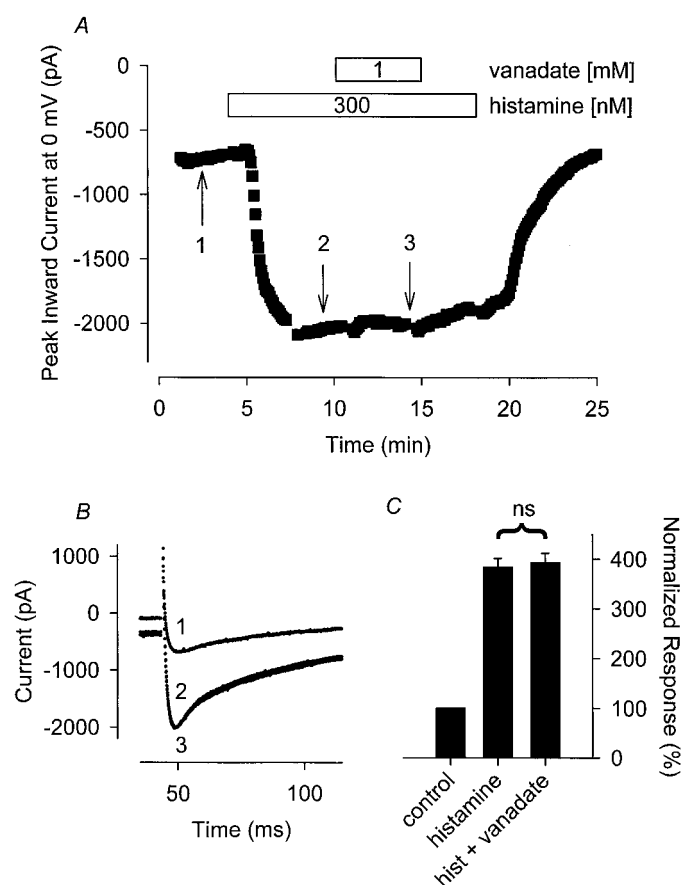 A
Peak Inward Current at 0 mV (pA)
0
-500
-1000
-1500
-2000
1
vanadate [mM]
300
histamine [nM]
1
2
3
0
5
10
15
20
25
Time (min)
B
Current (pA)
1000
0
-1000
-2000
1
2
3
50
100
Time (ms)
C
ns
400
300
200
100
0
Normalized Response (%)
control
histamine
hist + vanadate